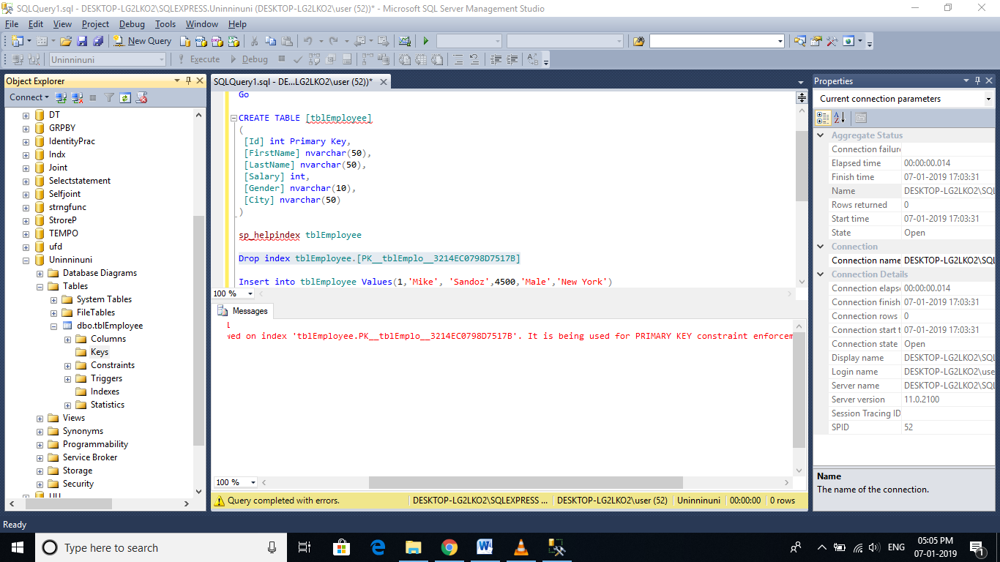 SQLQuery1.sql - DESKTOP-LG2LKO2\SQLEXPRESS.Uninninuni (DESKTOP-LG2LKO2\user (52))* - Microsoft SQL Server Management Studio
File Edit View Project Debug Tools Window Help
New Query
Uninninuni Execute Debug
Object Explorer
Connect
DT
GRPBY
IdentityPrac
Indx
Joint
Selectstatement
Selfjoint
strngfunc
StroreP
TEMPO
ufd
Uninninuni
Database Diagrams
Tables
System Tables
FileTables
dbo.tblEmployee
Columns
Keys
Constraints
Triggers
Indexes
Statistics
Views
Synonyms
Programmability
Service Broker
Storage
Security
SQLQuery1.sql - DE...LG2LKO2\user (52))*
Go
CREATE TABLE [tblEmployee]
(
[Id] int Primary Key,
[FirstName] nvarchar(50),
[LastName] nvarchar(50),
[Salary] int,
[Gender] nvarchar(10),
[City] nvarchar(50)
)
sp_helpindex tblEmployee
Drop index tblEmployee.[PK__tblEmplo__3214EC0798D7517B]
Insert into tblEmployee Values(1,'Mike', 'Sandoz',4500,'Male','New York')
100 %
Messages
wed on index 'tblEmployee.PK__tblEmplo__3214EC0798D7517B'. It is being used for PRIMARY KEY constraint enforcem
100 %
Query completed with errors. DESKTOP-LG2LKO2\SQLEXPRESS ... DESKTOP-LG2LKO2\user (52) Uninninuni 00:00:00 0 rows
Properties
Current connection parameters
Aggregate Status
Connection failure
Elapsed time 00:00:00.014
Finish time 07-01-2019 17:03:31
Name DESKTOP-LG2LKO2\SQL
Rows returned 0
Start time 07-01-2019 17:03:31
State Open
Connection
Connection name DESKTOP-LG2LKO2\SQL
Connection Details
Connection elapse 00:00:00.014
Connection finish 07-01-2019 17:03:31
Connection rows 0
Connection start t 07-01-2019 17:03:31
Connection state Open
Display name DESKTOP-LG2LKO2\SQL
Login name DESKTOP-LG2LKO2\use
Server name DESKTOP-LG2LKO2\SQL
Server version 11.0.2100
Session Tracing ID
SPID 52
Name
The name of the connection.
Ready
Type here to search
ENG
05:05 PM
07-01-2019
1